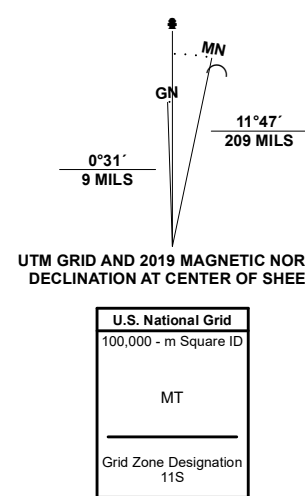 MN
GN
11°47´
209 MILS
0°31´
9 MILS
UTM GRID AND 2019 MAGNETIC NOR
DECLINATION AT CENTER OF SHEE
U.S. National Grid
100,000 - m Square ID
MT
Grid Zone Designation
11S